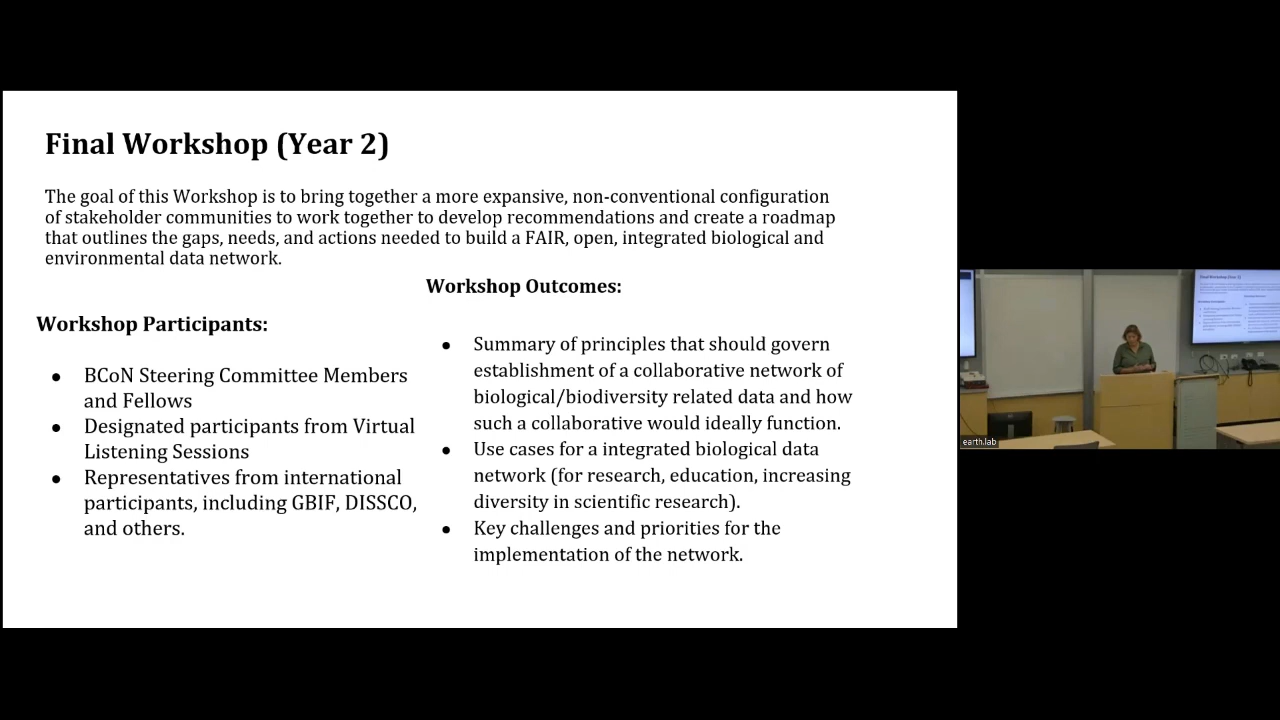 Final Workshop (Year 2)
The goal of this Workshop is to bring together a more expansive, non-conventional configuration
of stakeholder communities to work together to develop recommendations and create a roadmap
that outlines the gaps, needs, and actions needed to build a FAIR, open, integrated biological and
environmental data network.
Workshop Participants:
● BCoN Steering Committee Members
and Fellows
● Designated participants from Virtual
Listening Sessions
● Representatives from international
participants, including GBIF, DISSCO,
and others.
Workshop Outcomes:
● Summary of principles that should govern
establishment of a collaborative network of
biological/biodiversity related data and how
such a collaborative would ideally function.
● Use cases for a integrated biological data
network (for research, education, increasing
diversity in scientific research).
● Key challenges and priorities for the
implementation of the network.
earth.lab
Final Workshop (Year 2)